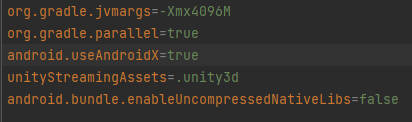 org.gradle.jvmargs=-Xmx4096M
org.gradle.parallel=true
android.useAndroidX=true
unityStreamingAssets=.unity3d
android.bundle.enableUncompressedNativeLibs=false